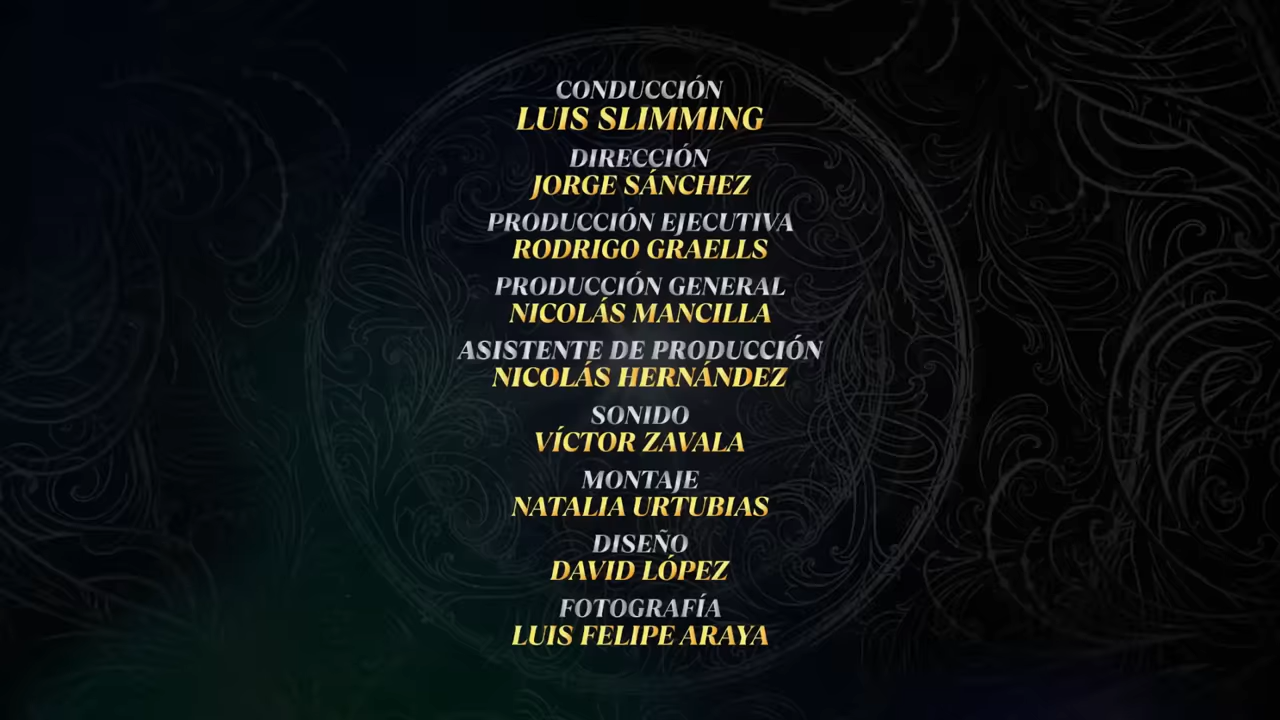 CONDUCCIÓN
LUIS SLIMMING
DIRECCIÓN
JORGE SÁNCHEZ
PRODUCCIÓN EJECUTIVA
RODRIGO GRAELLS
PRODUCCIÓN GENERAL
NICOLÁS MANCILLA
ASISTENTE DE PRODUCCIÓN
NICOLÁS HERNÁNDEZ
SONIDO
VÍCTOR ZAVALA
MONTAJE
NATALIA URTUBIAS
DISEÑO
DAVID LÓPEZ
FOTOGRAFÍA
LUIS FELIPE ARAYA